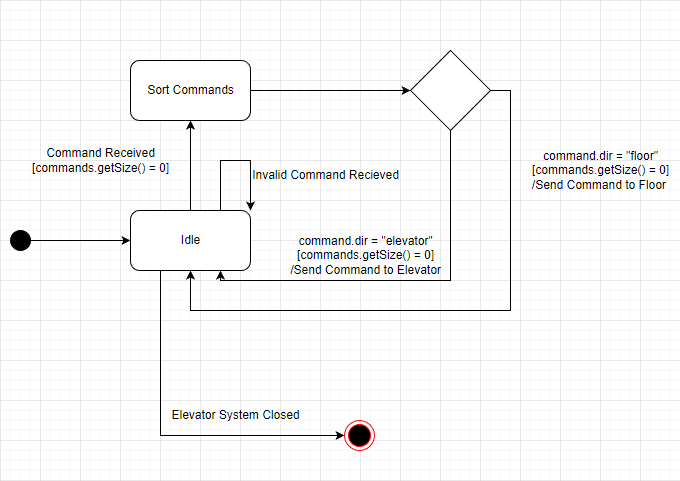 Sort Commands
Command Received
[commands.getSize() = 0]
Invalid Command Recieved
command.dir = "floor"
[commands.getSize() = 0]
/Send Command to Floor
Idle
command.dir = "elevator"
[commands.getSize() = 0]
/Send Command to Elevator
Elevator System Closed